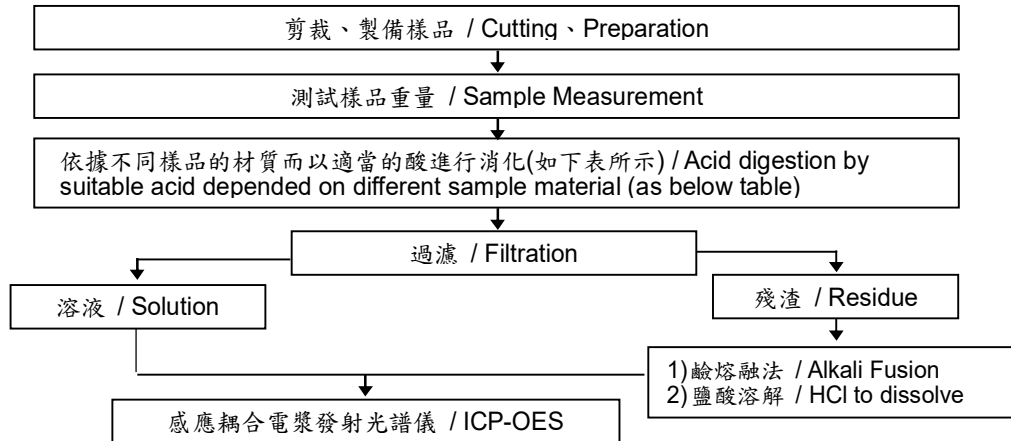 剪裁、製備樣品 / Cutting、Preparation
測試樣品重量 / Sample Measurement
依據不同樣品的材質而以適當的酸進行消化(如下表所示) / Acid digestion by
suitable acid depended on different sample material (as below table)
過濾 / Filtration
溶液 / Solution
殘渣 / Residue
1)鹼熔融法 / Alkali Fusion
2)鹽酸溶解 / HCl to dissolve
感應耦合電漿發射光譜儀 / ICP-OES